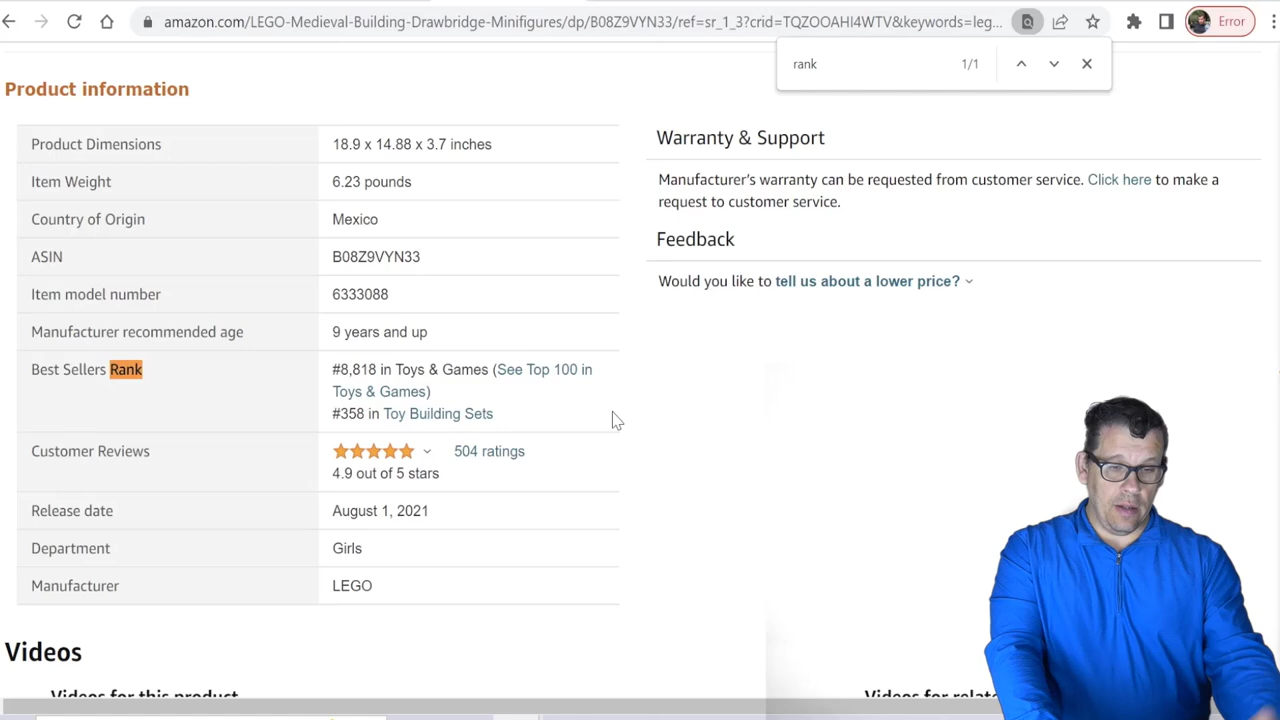 amazon.com/LEGO-Medieval-Building-Drawbridge-Minifigures/dp/B08Z9VYN33/ref=sr_1_3?crid=TQZOOAHI4WTV&keywords=leg...
Error
rank
1/1
Product information
Product Dimensions 18.9 x 14.88 x 3.7 inches
Item Weight 6.23 pounds
Country of Origin Mexico
ASIN B08Z9VYN33
Item model number 6333088
Manufacturer recommended age 9 years and up
Best Sellers Rank #8,818 in Toys & Games (See Top 100 in
Toys & Games)
#358 in Toy Building Sets
Customer Reviews 504 ratings
4.9 out of 5 stars
Release date August 1, 2021
Department Girls
Manufacturer LEGO
Warranty & Support
Manufacturer's warranty can be requested from customer service. Click here to make a
request to customer service.
Feedback
Would you like to tell us about a lower price?
Videos
Videos for this product
Videos for